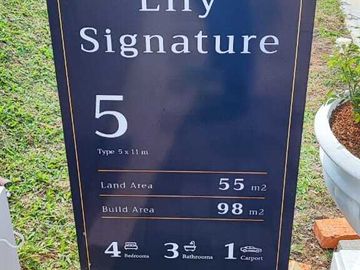 Lily
Signature
5
Type 5 x 11 m
Land Area 55 m2
Build Area 98 m2
4 Bedrooms 3 Bathrooms 1 Carport